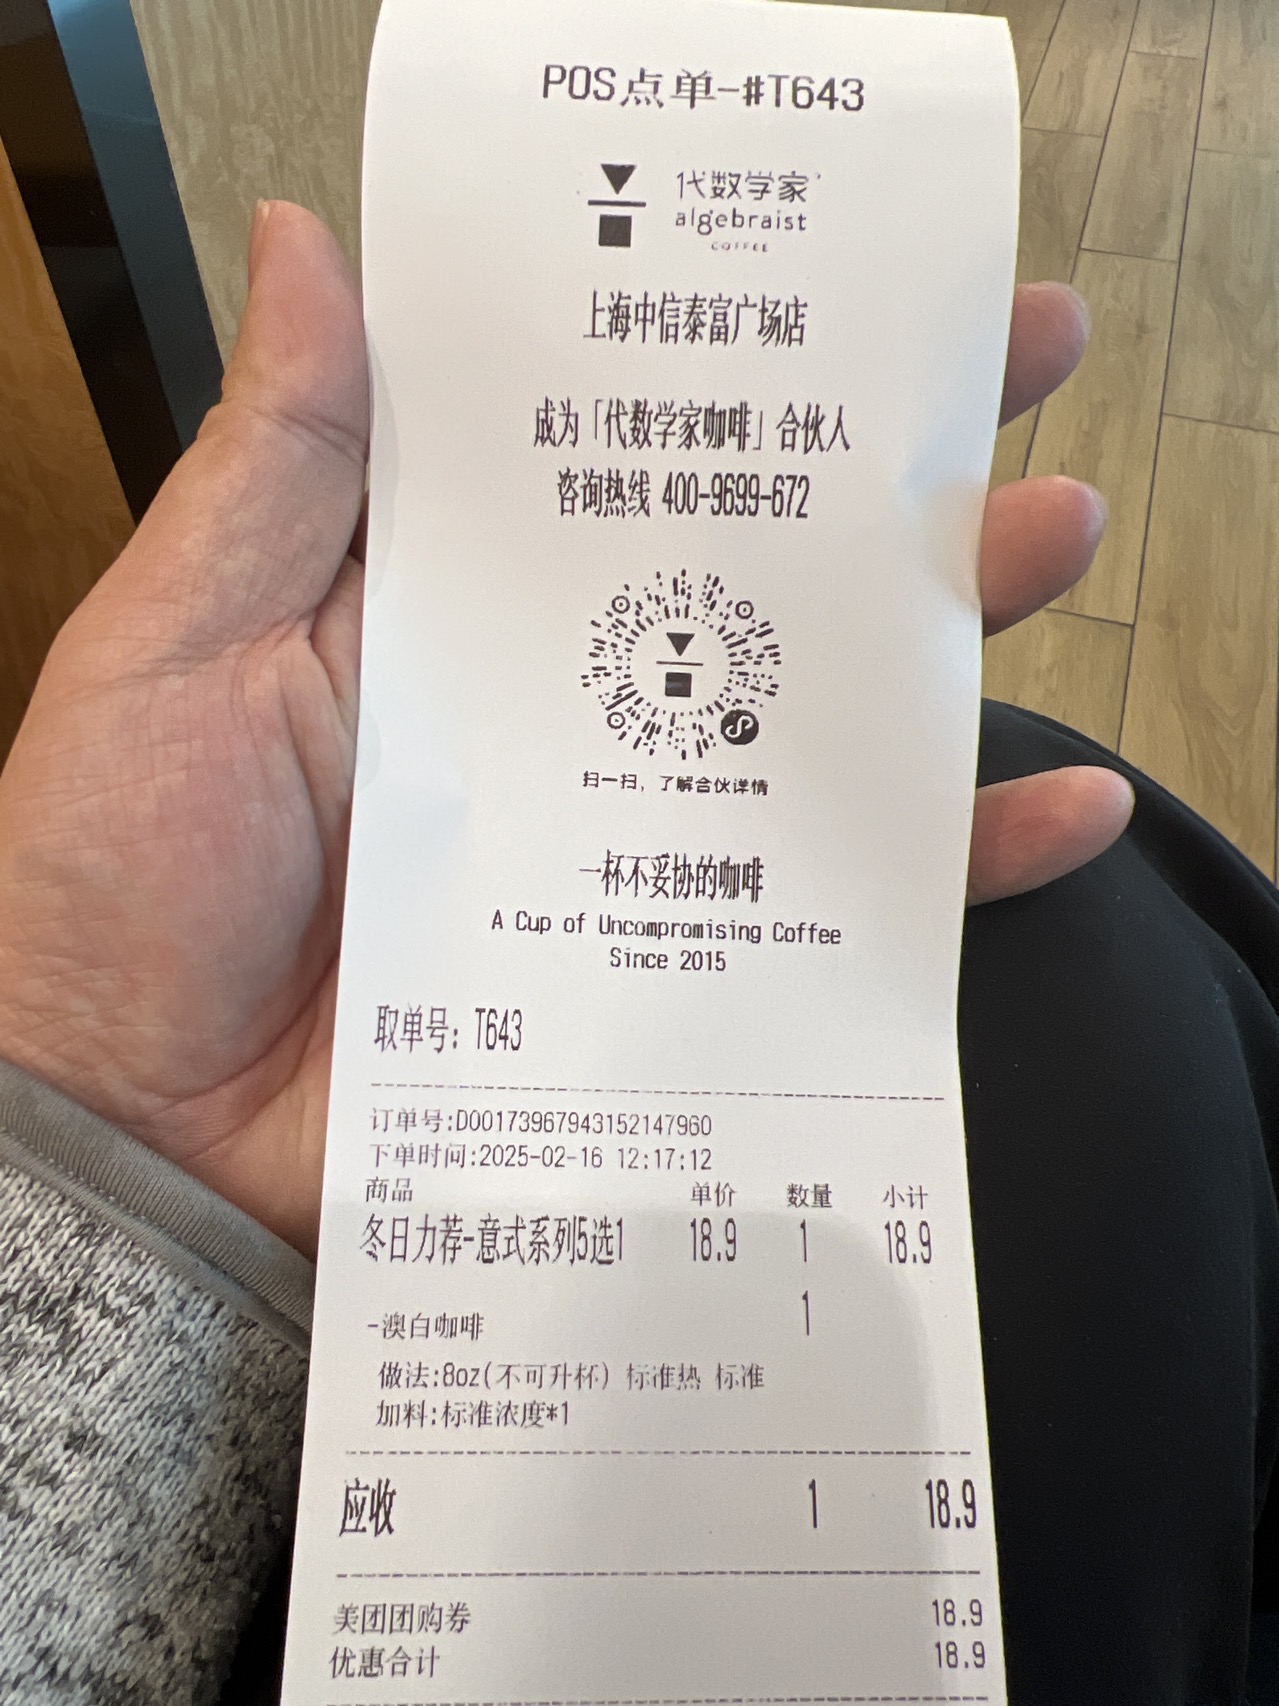 POS点单-#T643
代数学家
algebraist
COFFEE
上海中信泰富广场店
成为「代数学家咖啡」合伙人
咨询热线 400-9699-672
扫一扫，了解合伙详情
一杯不妥协的咖啡
A Cup of Uncompromising Coffee
Since 2015
取单号: T643
订单号:D001739679431521​47960
下单时间:2025-02-16 12:17:12
商品 单价 数量 小计
冬日力荐-意式系列5选1 18.9 1 18.9
-澳白咖啡 1
做法:8oz(不可升杯) 标准热 标准
加料:标准浓度*1
应收 1 18.9
美团团购券 18.9
优惠合计 18.9